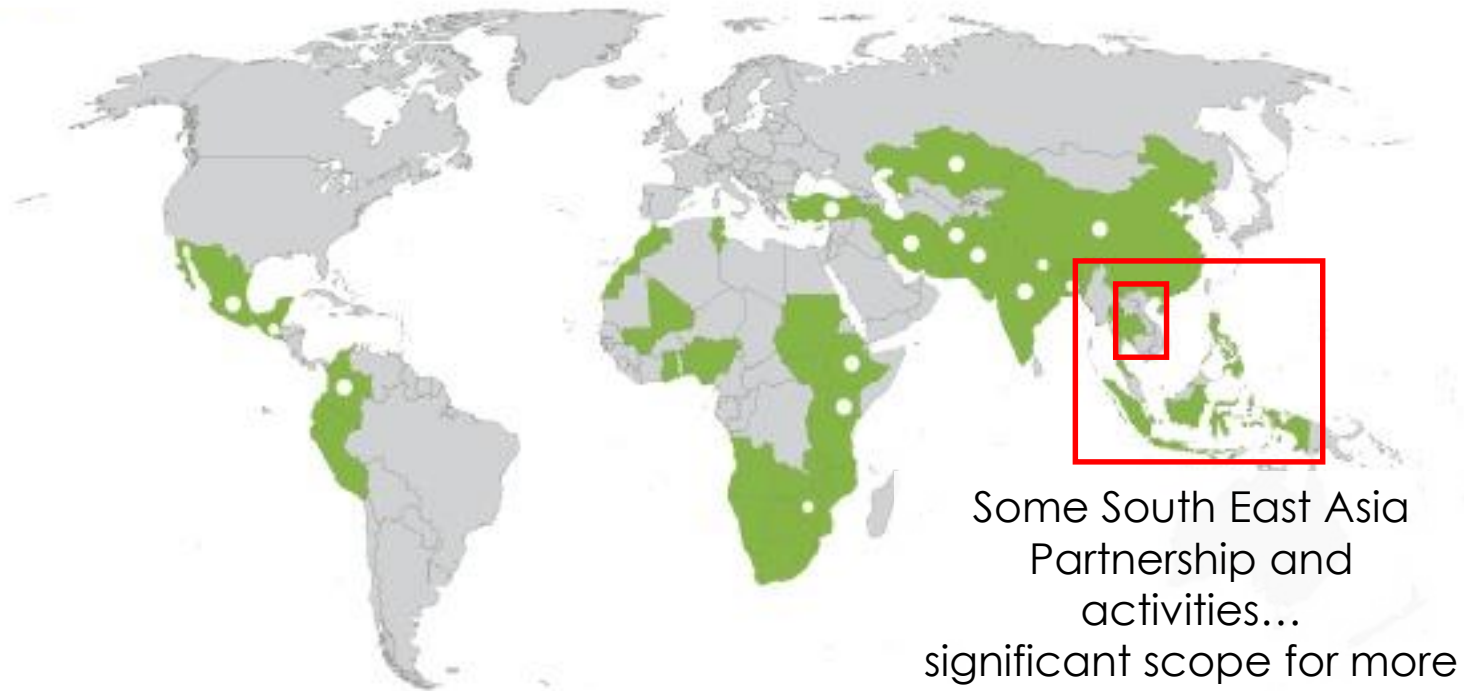 Some South East Asia
Partnership and
activities…
significant scope for more